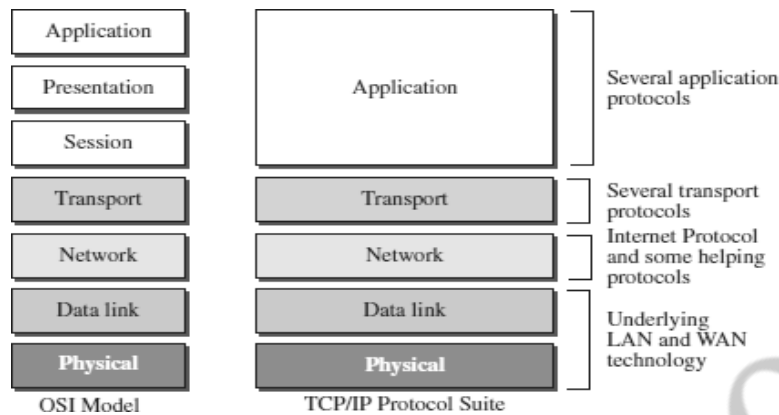 Application
Presentation
Session
Transport
Network
Data link
Physical
OSI Model
Application
Transport
Network
Data link
Physical
TCP/IP Protocol Suite
Several application
protocols
Several transport
protocols
Internet Protocol
and some helping
protocols
Underlying
LAN and WAN
technology